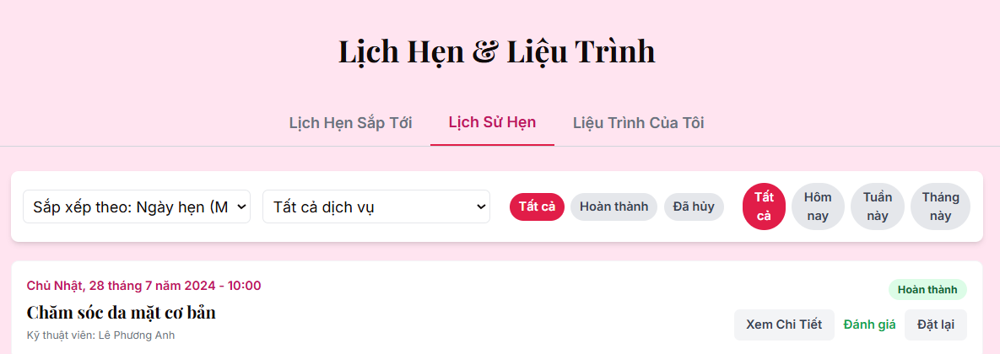 Lịch Hẹn & Liệu Trình
Lịch Hẹn Sắp Tới
Lịch Sử Hẹn
Liệu Trình Của Tôi
Sắp xếp theo: Ngày hẹn (M
Tất cả dịch vụ
Tất cả
Hoàn thành
Đã hủy
Tất
cả
Hôm
nay
Tuần
này
Tháng
này
Chủ Nhật, 28 tháng 7 năm 2024 - 10:00
Hoàn thành
Chăm sóc da mặt cơ bản
Kỹ thuật viên: Lê Phương Anh
Xem Chi Tiết
Đánh giá
Đặt lại